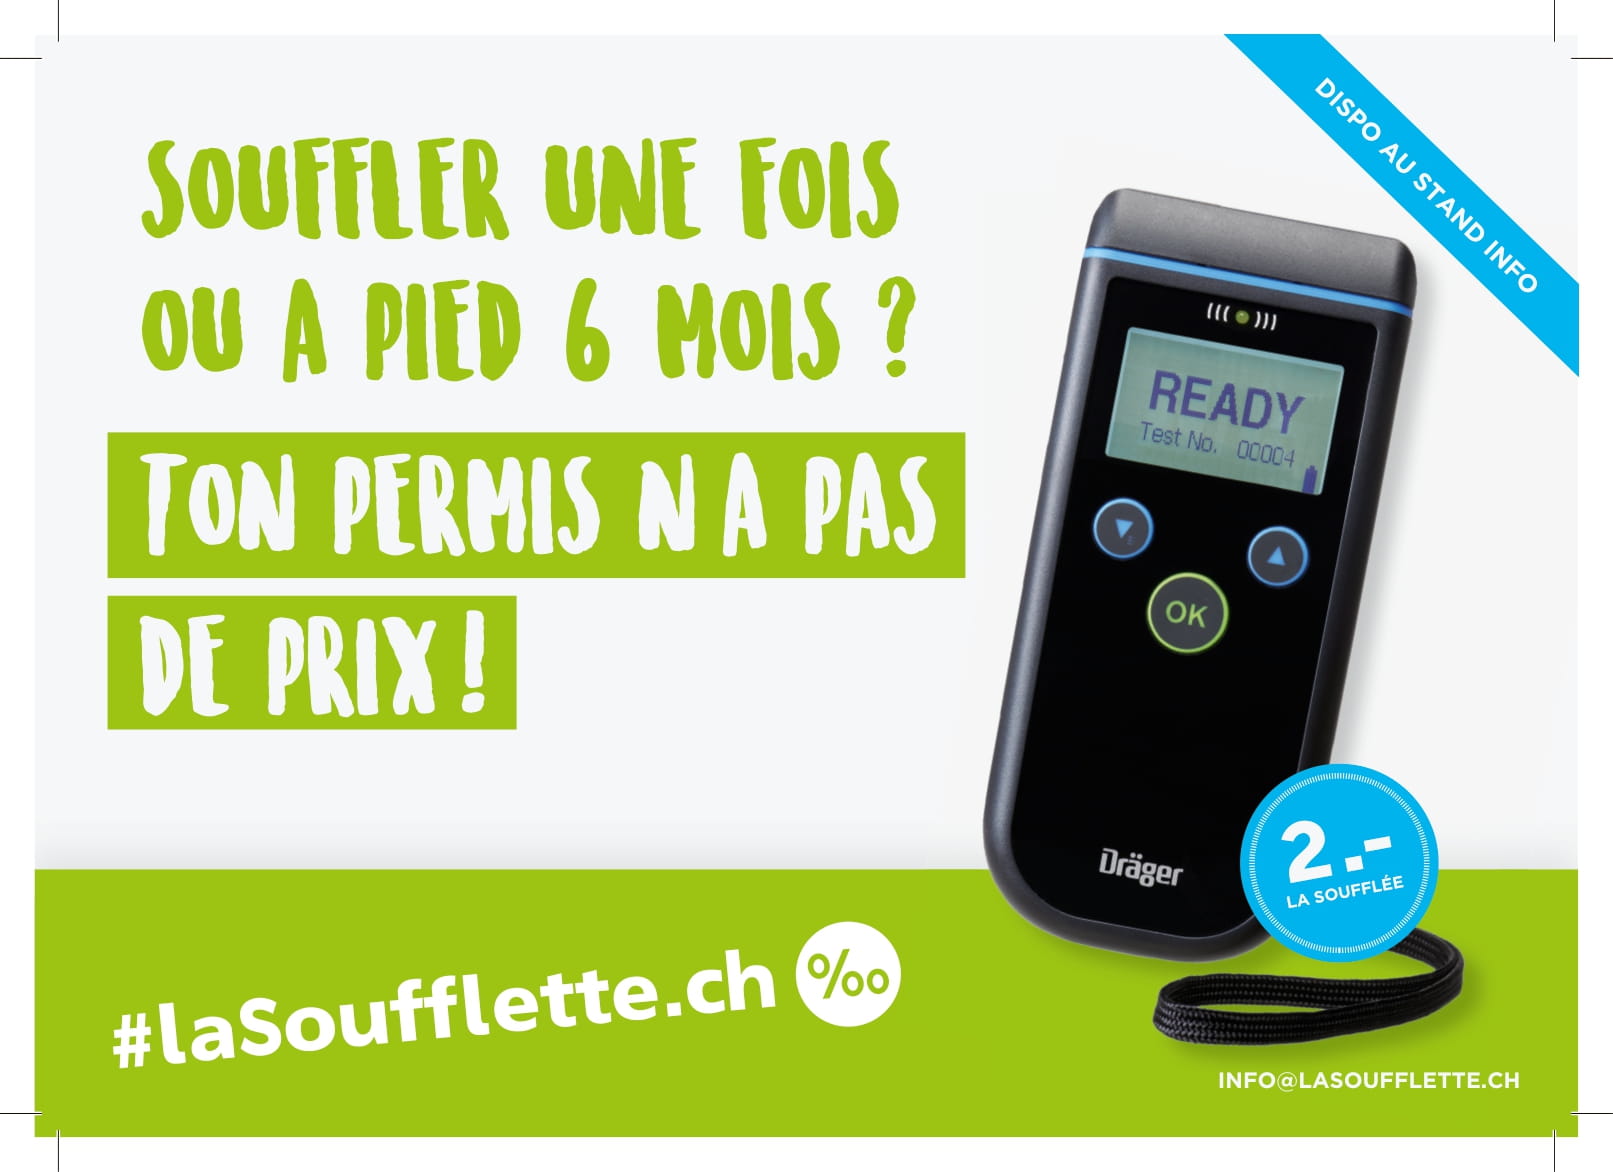 DISPO AU STAND INFO
SOUFFLER UNE FOIS
OU A PIED 6 MOIS ?
TON PERMIS N A PAS
DE PRIX !
READY
Test No. 00004
OK
Dräger
2.-
LA SOUFFLÉE
#laSoufflette.ch ‰
INFO@LASOUFFLETTE.CH